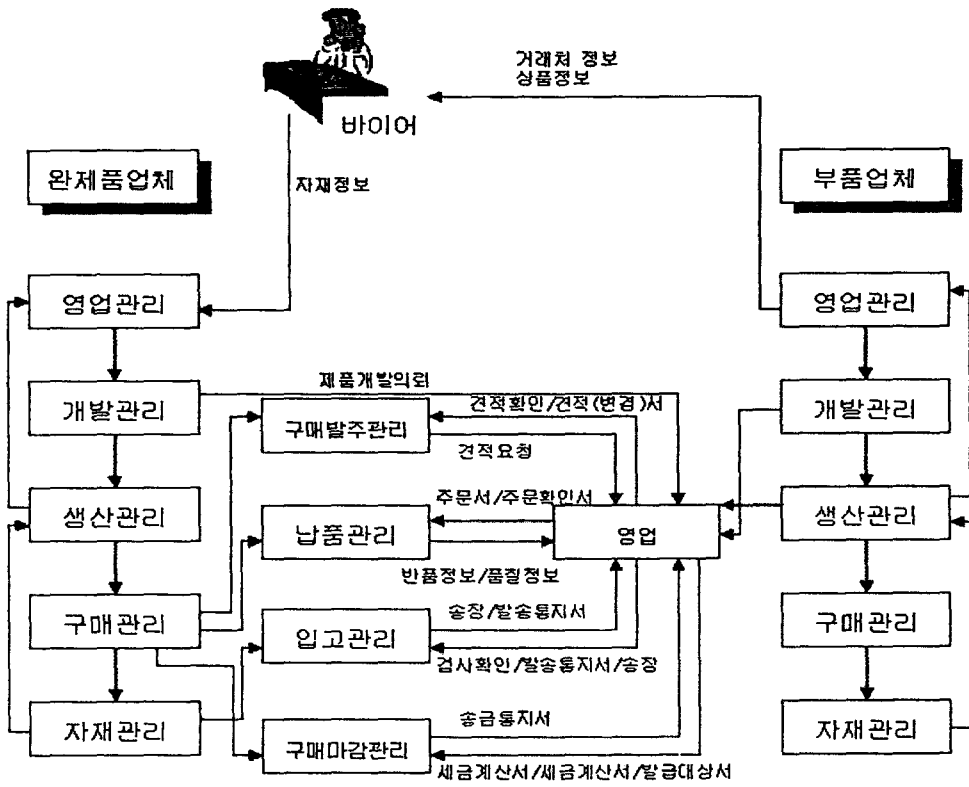 거래처 정보
상품정보
바이어
완제품업체
자재정보
부품업체
영업관리
영업관리
제품개발의뢰
개발관리
구매발주관리
견적확인/견적(변경)서
개발관리
견적요청
주문서/주문확인서
생산관리
납품관리
영업
생산관리
반품정보/품질정보
송장/발송통지서
구매관리
입고관리
구매관리
검사확인/발송통지서/송장
송금통지서
자재관리
구매마감관리
자재관리
세금계산서/세금계산서/발급대상서